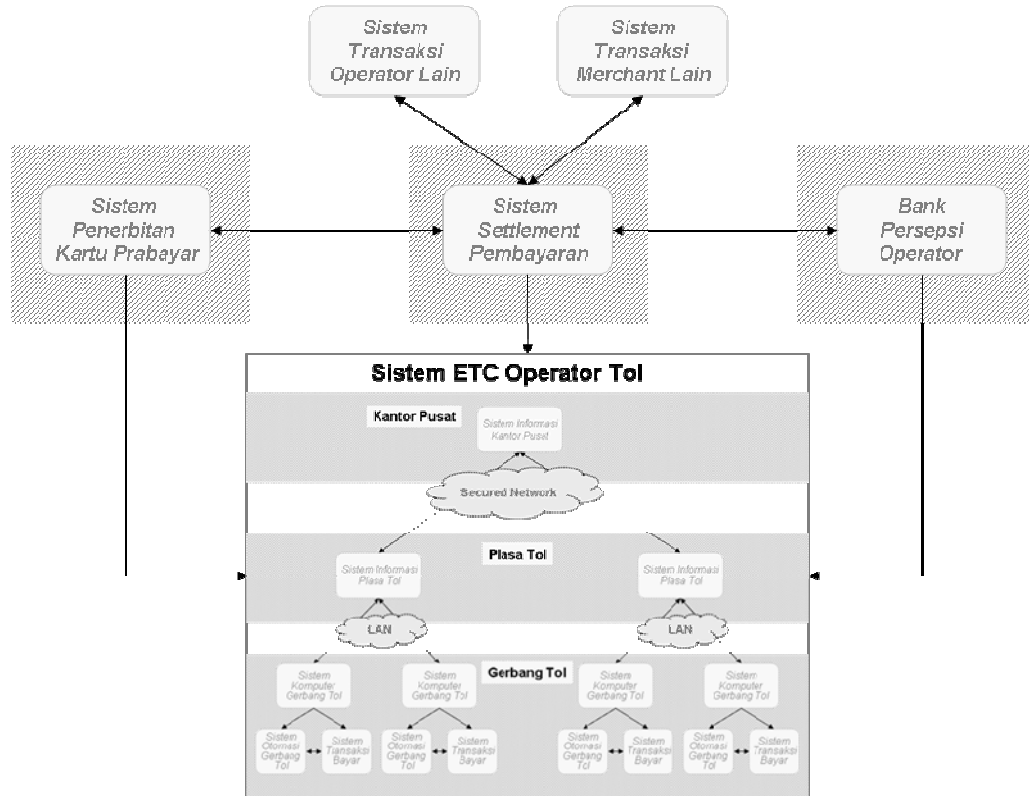 Sistem
Transaksi
Operator Lain
Sistem
Transaksi
Merchant Lain
Sistem
Penerbitan
Kartu Prabayar
Sistem
Settlement
Pembayaran
Bank
Persepsi
Operator
Sistem ETC Operator Tol
Kantor Pusat
Sistem Informasi
Kantor Pusat
Secured Network
Plasa Tol
Sistem Informasi
Plasa Tol
Sistem Informasi
Plasa Tol
LAN
LAN
Gerbang Tol
Sistem
Komputer
Gerbang Tol
Sistem
Komputer
Gerbang Tol
Sistem
Komputer
Gerbang Tol
Sistem
Komputer
Gerbang Tol
Sistem
Otomasi
Gerbang
Tol
Sistem
Transaksi
Bayar
Sistem
Otomasi
Gerbang
Tol
Sistem
Transaksi
Bayar
Sistem
Otomasi
Gerbang
Tol
Sistem
Transaksi
Bayar
Sistem
Otomasi
Gerbang
Tol
Sistem
Transaksi
Bayar